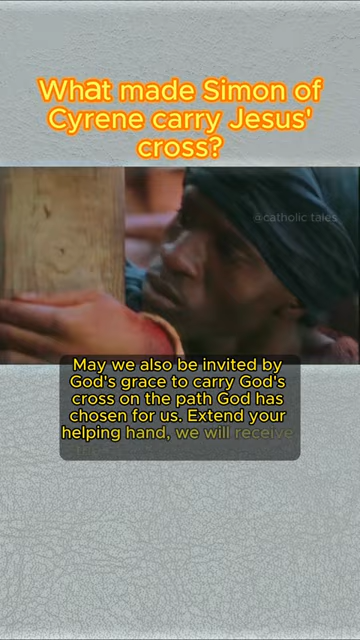 What made Simon of
Cyrene carry Jesus'
cross?
@catholic tales
May we also be invited by
God's grace to carry God's
cross on the path God has
chosen for us. Extend your
helping hand, we will receive